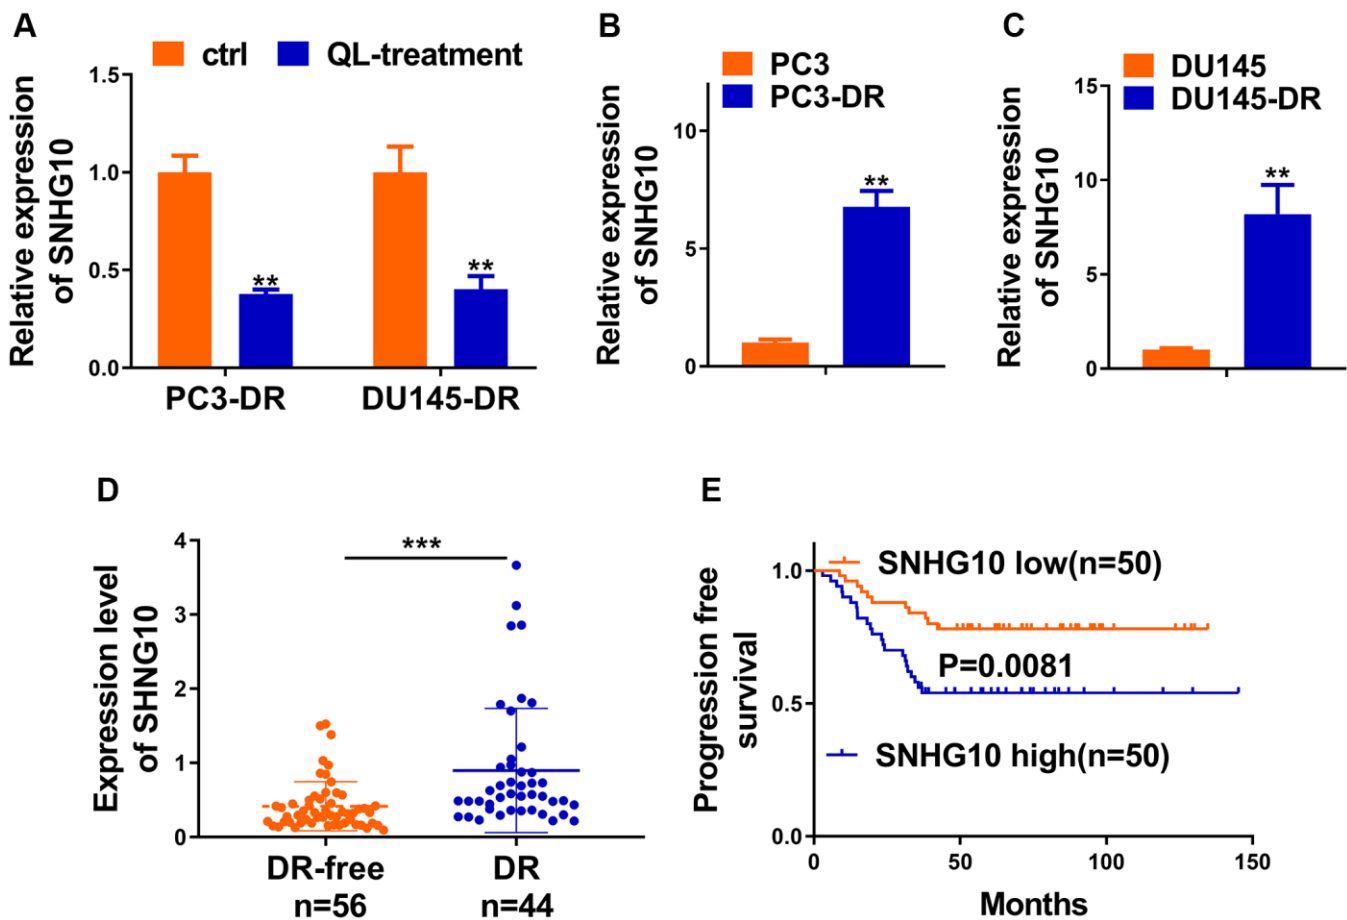 A
ctrl QL-treatment
Relative expression
of SNHG10
1.5
1.0
0.5
0.0
**
**
PC3-DR DU145-DR
B
PC3
PC3-DR
Relative expression
of SNHG10
10
5
0
**
C
DU145
DU145-DR
Relative expression
of SNHG10
15
10
5
0
**
D
Expression level
of SHNG10
4
3
2
1
0
***
DR-free DR
n=56 n=44
E
Progression free
survival
1.0
0.5
0.0
SNHG10 low(n=50)
P=0.0081
SNHG10 high(n=50)
0 50 100 150
Months